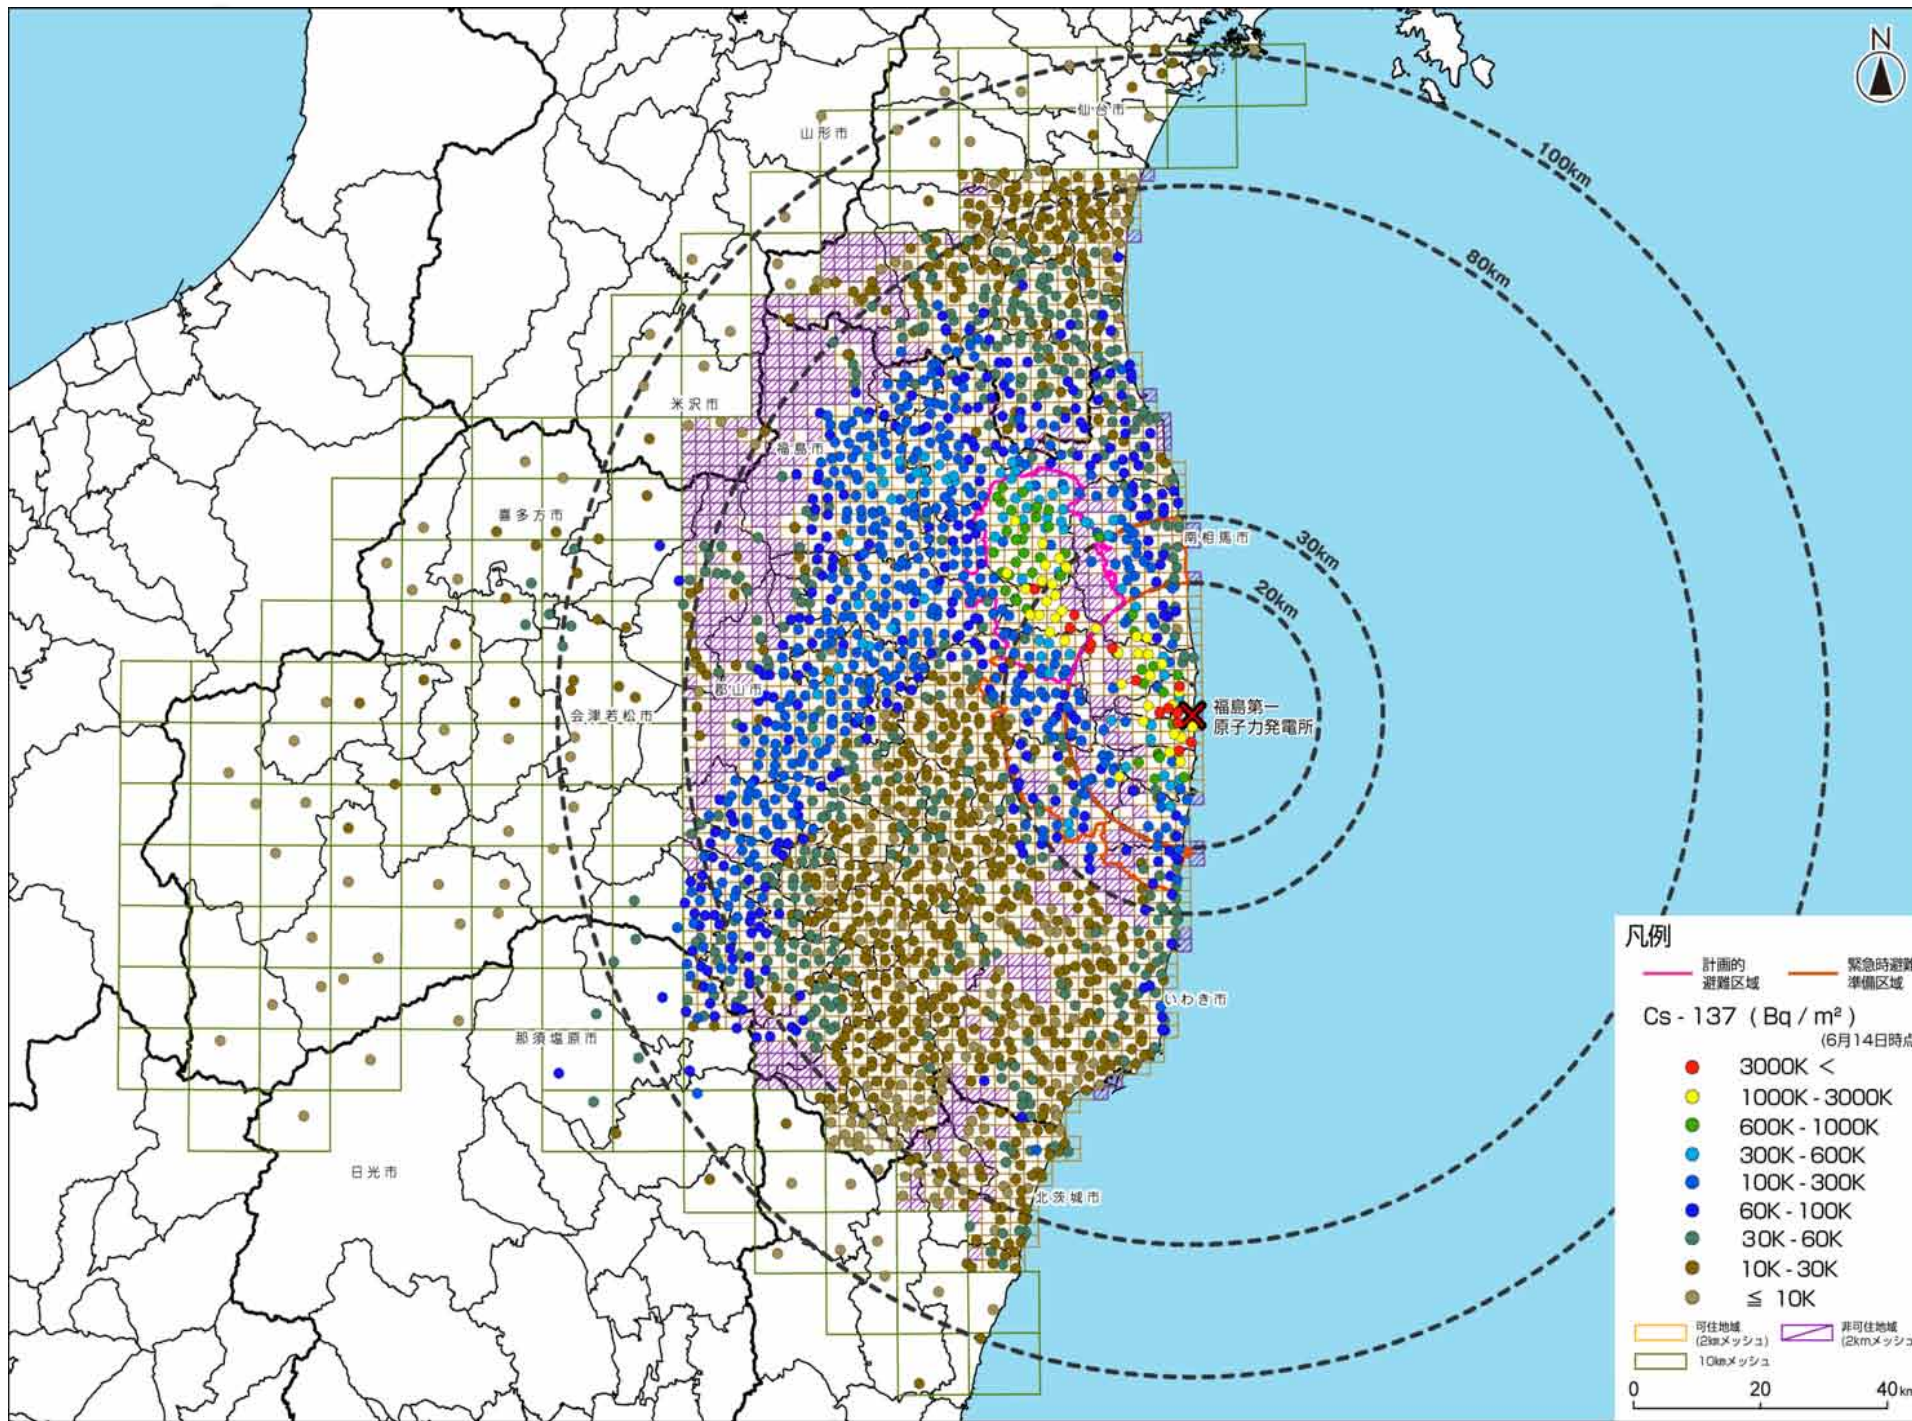 N
100km
仙台市
山形市
80km
米沢市
福島市
喜多方市
南相馬市
30km
20km
郡山市
会津若松市
福島第一
原子力発電所
いわき市
那須塩原市
日光市
北茨城市
凡例
計画的
避難区域
緊急時避難
準備区域
Cs - 137 ( Bq / m² )
(6月14日時点
3000K <
1000K - 3000K
600K - 1000K
300K - 600K
100K - 300K
60K - 100K
30K - 60K
10K - 30K
≦ 10K
可住地域
(2kmメッシュ)
非可住地域
(2kmメッシュ
10kmメッシュ
0 20 40 km